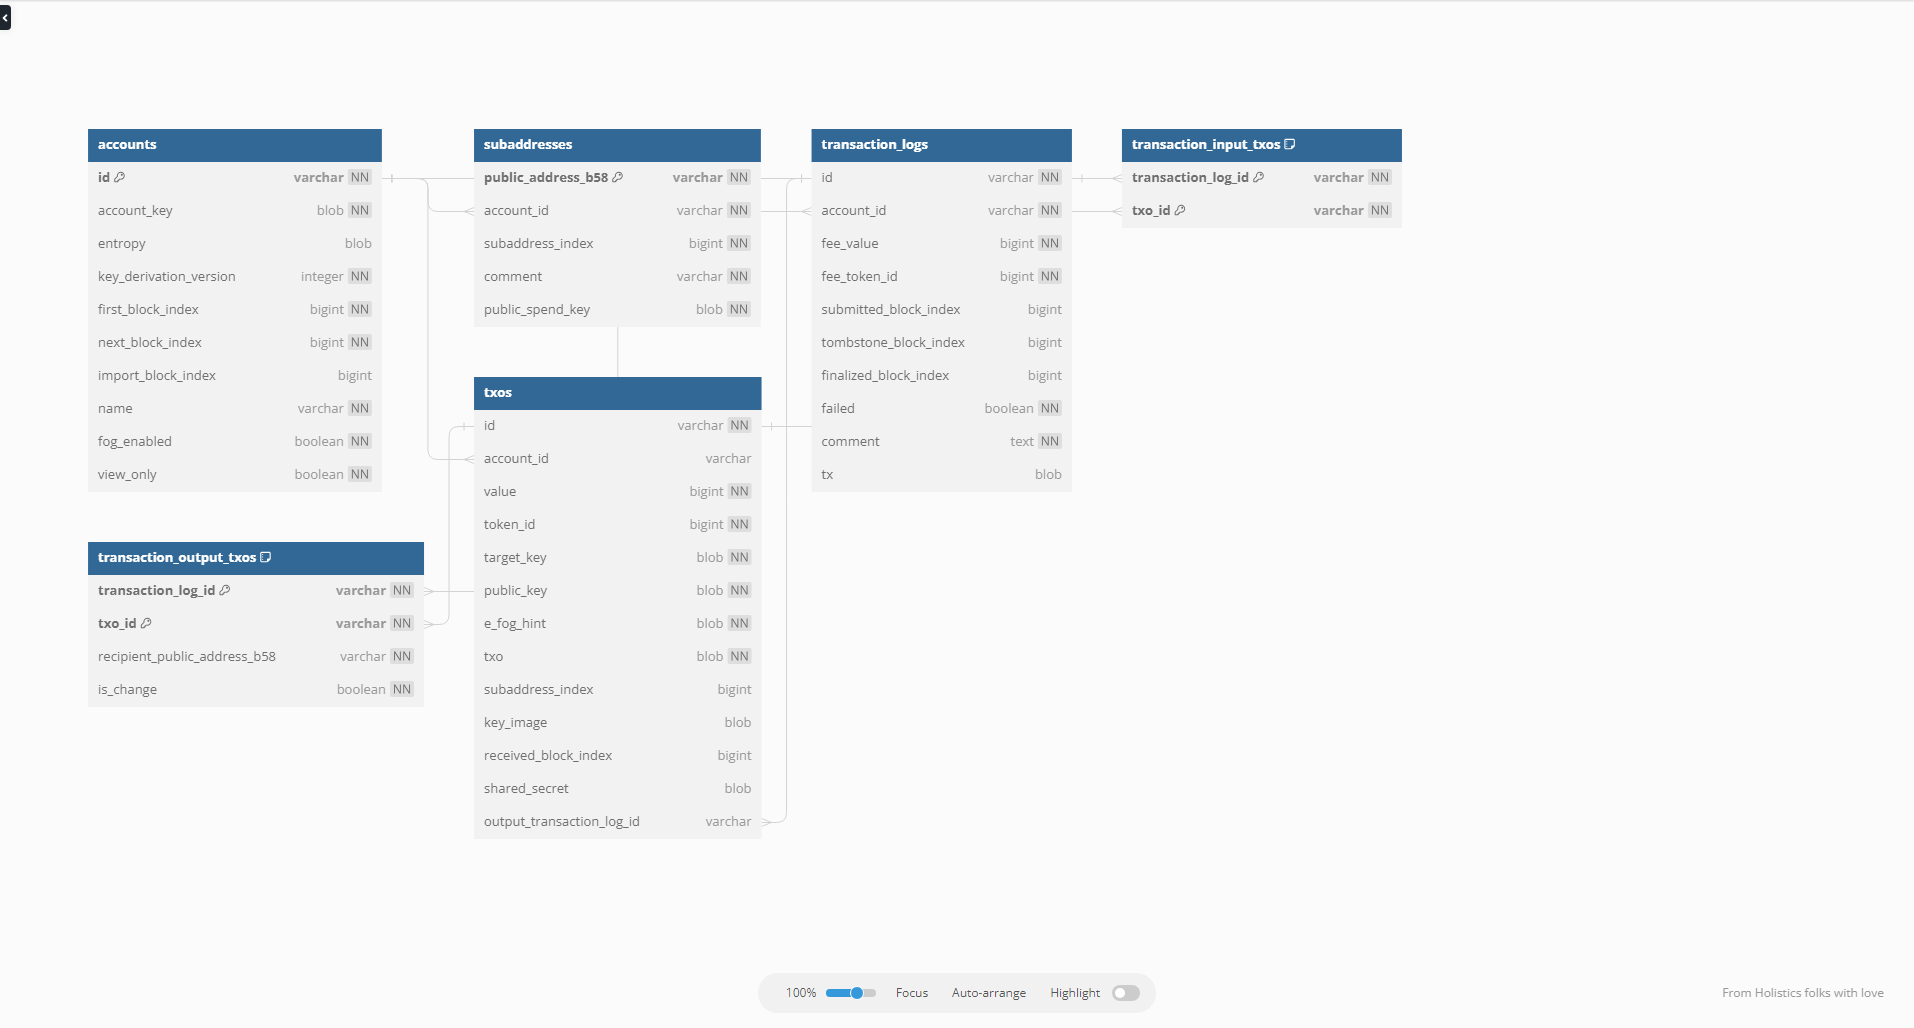 accounts
id varchar NN
account_key blob NN
entropy blob
key_derivation_version integer NN
first_block_index bigint NN
next_block_index bigint NN
import_block_index bigint
name varchar NN
fog_enabled boolean NN
view_only boolean NN
transaction_output_txos
transaction_log_id varchar NN
txo_id varchar NN
recipient_public_address_b58 varchar NN
is_change boolean NN
subaddresses
public_address_b58 varchar NN
account_id varchar NN
subaddress_index bigint NN
comment varchar NN
public_spend_key blob NN
txos
id varchar NN
account_id varchar
value bigint NN
token_id bigint NN
target_key blob NN
public_key blob NN
e_fog_hint blob NN
txo blob NN
subaddress_index bigint
key_image blob
received_block_index bigint
shared_secret blob
output_transaction_log_id varchar
transaction_logs
id varchar NN
account_id varchar NN
fee_value bigint NN
fee_token_id bigint NN
submitted_block_index bigint
tombstone_block_index bigint
finalized_block_index bigint
failed boolean NN
comment text NN
tx blob
transaction_input_txos
transaction_log_id varchar NN
txo_id varchar NN
100% Focus Auto-arrange Highlight
From Holistics folks with love